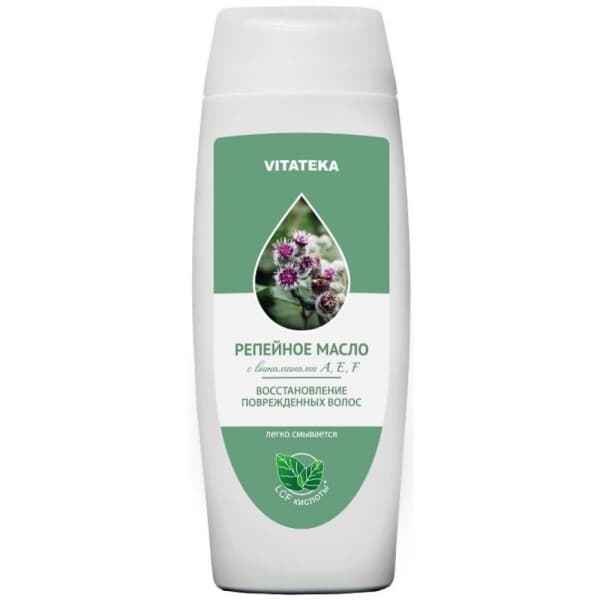 VITATEKA
РЕПЕЙНОЕ МАСЛО
с витаминами A, E, F
ВОССТАНОВЛЕНИЕ
ПОВРЕЖДЕННЫХ ВОЛОС
легко смывается
LCF кислоты*